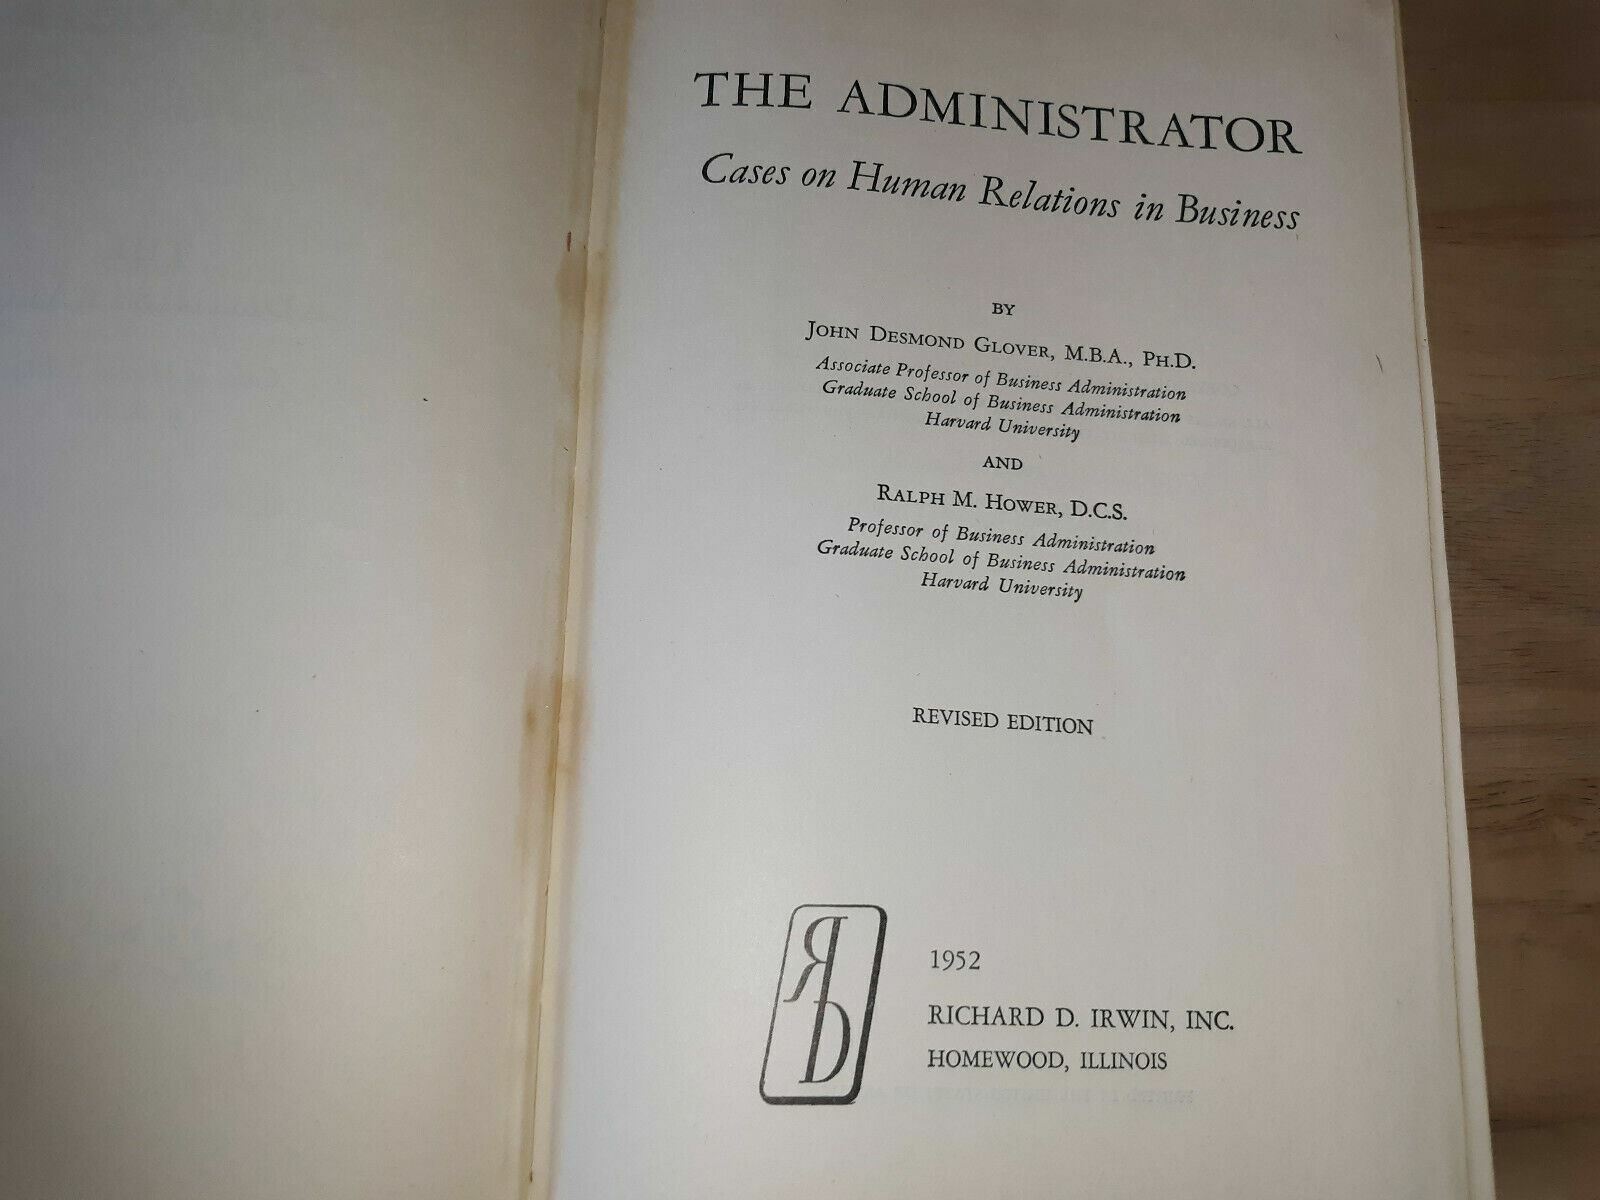 THE ADMINISTRATOR
Cases on Human Relations in Business
BY
JOHN DESMOND GLOVER, M.B.A., PH.D.
Associate Professor of Business Administration
Graduate School of Business Administration
Harvard University
AND
RALPH M. HOWER, D.C.S.
Professor of Business Administration
Graduate School of Business Administration
Harvard University
REVISED EDITION
RD
1952
RICHARD D. IRWIN, INC.
HOMEWOOD, ILLINOIS